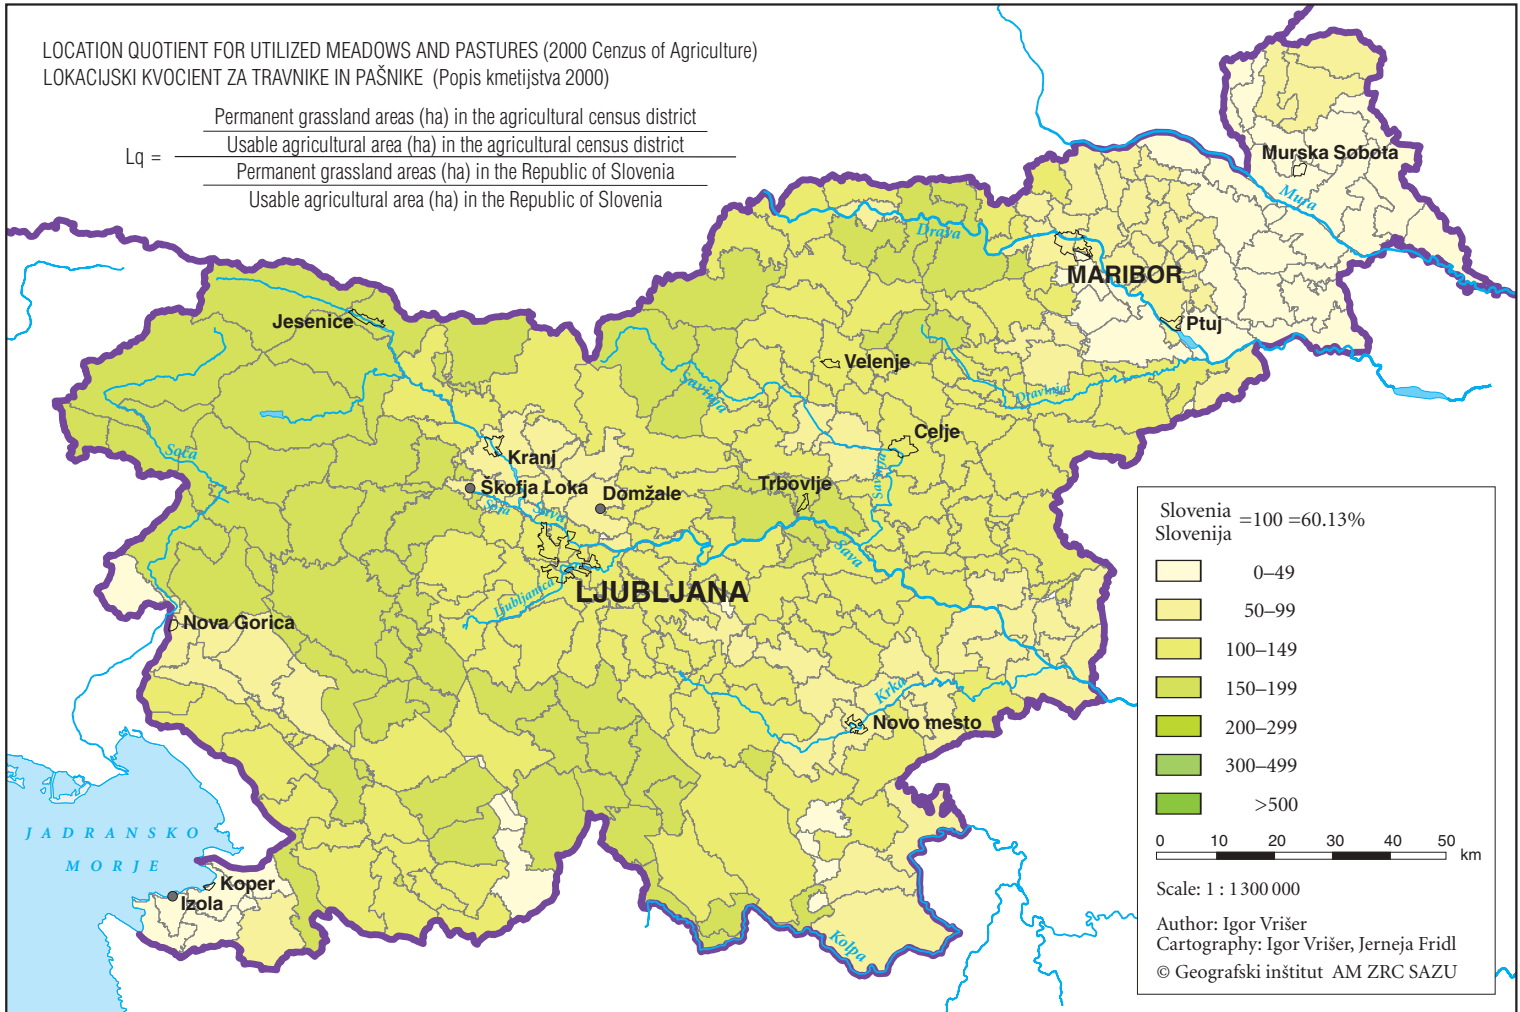 LOCATION QUOTIENT FOR UTILIZED MEADOWS AND PASTURES (2000 Cenzus of Agriculture)
LOKACIJSKI KVOCIENT ZA TRAVNIKE IN PAŠNIKE (Popis kmetijstva 2000)
Permanent grassland areas (ha) in the agricultural census district
Usable agricultural area (ha) in the agricultural census district
Lq =
Permanent grassland areas (ha) in the Republic of Slovenia
Usable agricultural area (ha) in the Republic of Slovenia
Murska Sobota
Mura
Drava
MARIBOR
Jesenice
Ptuj
Velenje
Savinja
Dravinja
Celje
Soča
Kranj
Savinja
Škofja Loka
Domžale
Trbovlje
Sora
Sava
Sava
LJUBLJANA
Ljubljanica
Nova Gorica
Krka
Novo mesto
JADRANSKO
MORJE
Koper
Izola
Kolpa
Slovenia
Slovenija
=100 =60.13%
0–49
50–99
100–149
150–199
200–299
300–499
>500
0 10 20 30 40 50
km
Scale: 1 : 1 300 000
Author: Igor Vrišer
Cartography: Igor Vrišer, Jerneja Fridl
© Geografski inštitut AM ZRC SAZU